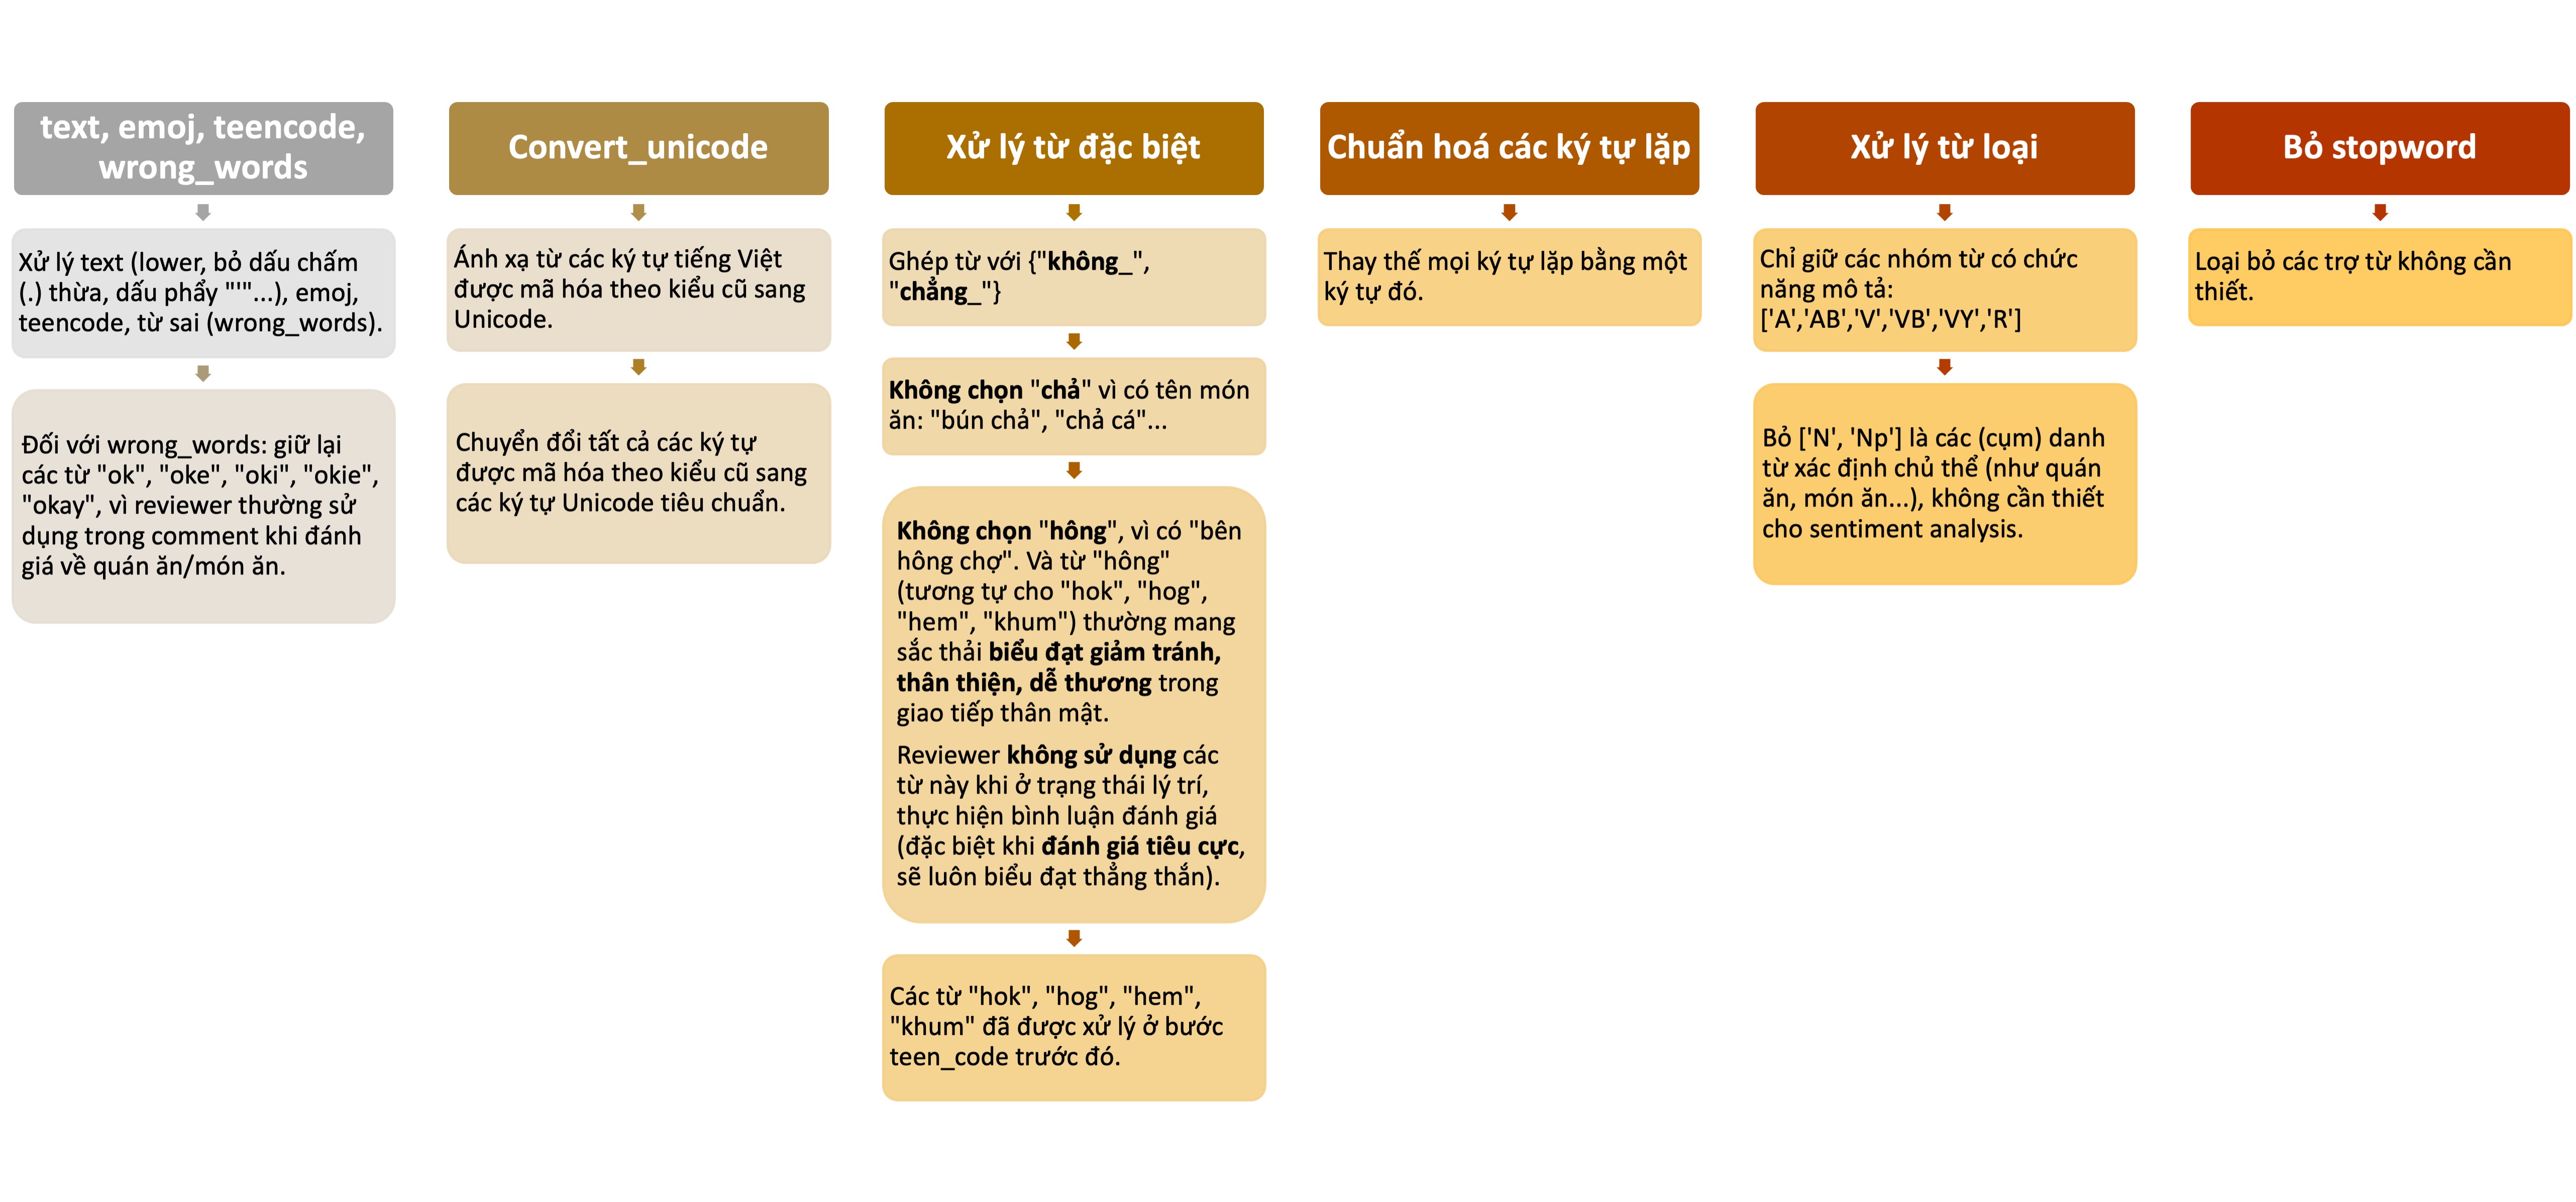 text, emoj, teencode,
wrong_words
Xử lý text (lower, bỏ dấu chấm
(.) thừa, dấu phẩy "'"...), emoj,
teencode, từ sai (wrong_words).
Đối với wrong_words: giữ lại
các từ "ok", "oke", "oki", "okie",
"okay", vì reviewer thường sử
dụng trong comment khi đánh
giá về quán ăn/món ăn.
Convert_unicode
Ánh xạ từ các ký tự tiếng Việt
được mã hóa theo kiểu cũ sang
Unicode.
Chuyển đổi tất cả các ký tự
được mã hóa theo kiểu cũ sang
các ký tự Unicode tiêu chuẩn.
Xử lý từ đặc biệt
Ghép từ với {"không_",
"chẳng_"}
Không chọn "chả" vì có tên món
ăn: "bún chả", "chả cá"...
Không chọn "hông", vì có "bên
hông chợ". Và từ "hông"
(tương tự cho "hok", "hog",
"hem", "khum") thường mang
sắc thái biểu đạt giảm tránh,
thân thiện, dễ thương trong
giao tiếp thân mật.
Reviewer không sử dụng các
từ này khi ở trạng thái lý trí,
thực hiện bình luận đánh giá
(đặc biệt khi đánh giá tiêu cực,
sẽ luôn biểu đạt thẳng thắn).
Các từ "hok", "hog", "hem",
"khum" đã được xử lý ở bước
teen_code trước đó.
Chuẩn hoá các ký tự lặp
Thay thế mọi ký tự lặp bằng một
ký tự đó.
Xử lý từ loại
Chỉ giữ các nhóm từ có chức
năng mô tả:
['A','AB','V','VB','VY','R']
Bỏ ['N', 'Np'] là các (cụm) danh
từ xác định chủ thể (như quán
ăn, món ăn...), không cần thiết
cho sentiment analysis.
Bỏ stopword
Loại bỏ các trợ từ không cần
thiết.